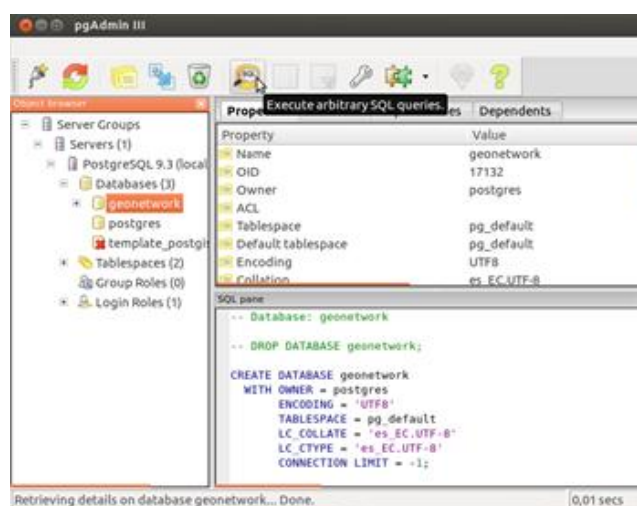 pgAdmin III
Execute arbitrary SQL queries.
Object browser
Server Groups
Servers (1)
PostgreSQL 9.3 (local
Databases (3)
geonetwork
postgres
template_postgis
Tablespaces (2)
Group Roles (0)
Login Roles (1)
Prope es Dependents
Property Value
Name geonetwork
OID 17132
Owner postgres
ACL
Tablespace pg_default
Default tablespace pg_default
Encoding UTF8
Collation es_EC.UTF-8
SQL pane
-- Database: geonetwork
-- DROP DATABASE geonetwork;
CREATE DATABASE geonetwork
WITH OWNER = postgres
ENCODING = 'UTF8'
TABLESPACE = pg_default
LC_COLLATE = 'es_EC.UTF-8'
LC_CTYPE = 'es_EC.UTF-8'
CONNECTION LIMIT = -1;
Retrieving details on database geonetwork... Done. 0,01 secs